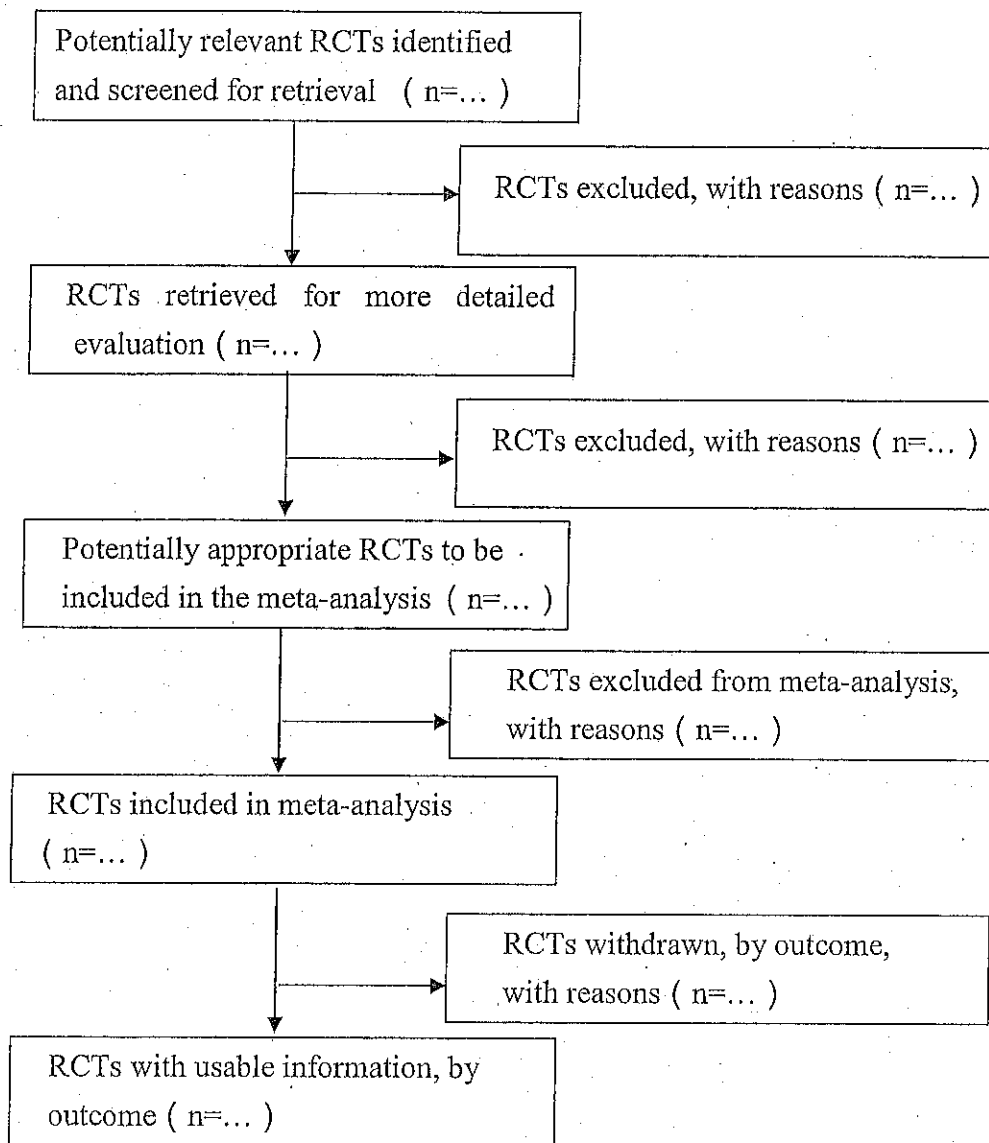 Potentially relevant RCTs identified
and screened for retrieval ( n=... )
RCTs excluded, with reasons ( n=... )
RCTs retrieved for more detailed
evaluation ( n=... )
RCTs excluded, with reasons ( n=... )
Potentially appropriate RCTs to be
included in the meta-analysis ( n=... )
RCTs excluded from meta-analysis,
with reasons ( n=... )
RCTs included in meta-analysis
( n=... )
RCTs withdrawn, by outcome,
with reasons ( n=... )
RCTs with usable information, by
outcome ( n=... )